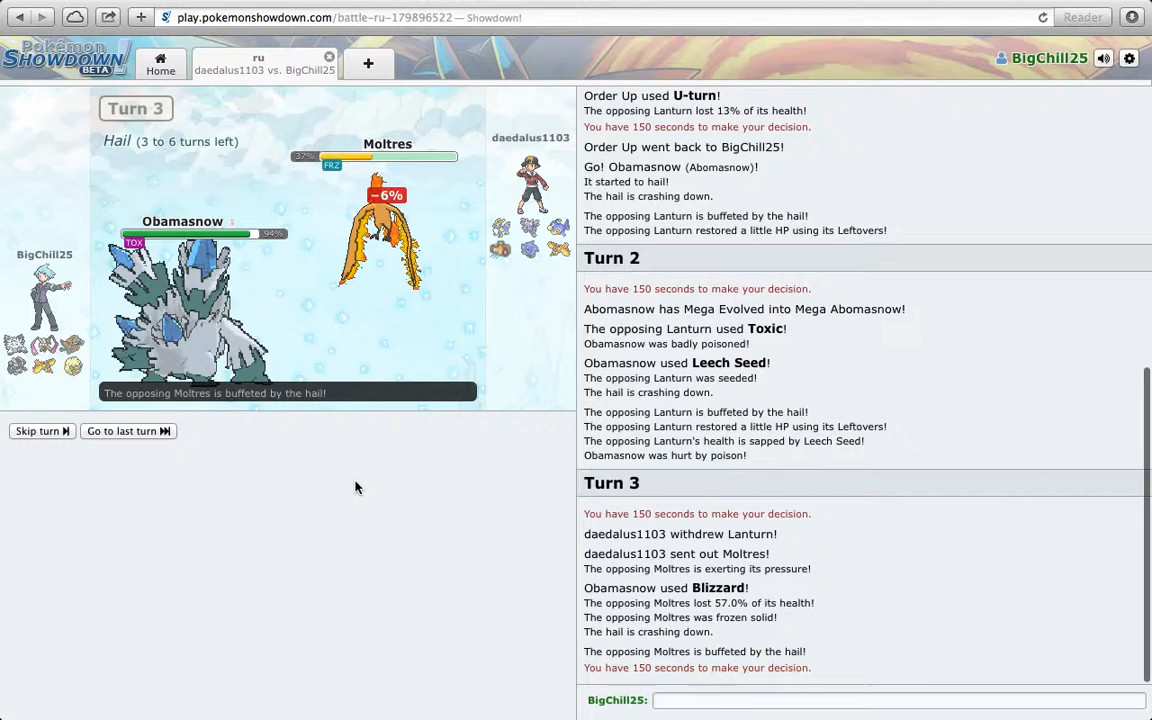 play.pokemonshowdown.com/battle-ru-179896522 — Showdown!
Reader
Pokémon
SHOWDOWN!
BETA
Home
ru
daedalus1103 vs. BigChill25
BigChill25
Turn 3
Hail (3 to 6 turns left)
Moltres
37%
FRZ
−6%
daedalus1103
Obamasnow ♀
94%
TOX
BigChill25
The opposing Moltres is buffeted by the hail!
Skip turn
Go to last turn
Order Up used U-turn!
The opposing Lanturn lost 13% of its health!
You have 150 seconds to make your decision.
Order Up went back to BigChill25!
Go! Obamasnow (Abomasnow)!
It started to hail!
The hail is crashing down.
The opposing Lanturn is buffeted by the hail!
The opposing Lanturn restored a little HP using its Leftovers!
Turn 2
You have 150 seconds to make your decision.
Abomasnow has Mega Evolved into Mega Abomasnow!
The opposing Lanturn used Toxic!
Obamasnow was badly poisoned!
Obamasnow used Leech Seed!
The opposing Lanturn was seeded!
The hail is crashing down.
The opposing Lanturn is buffeted by the hail!
The opposing Lanturn restored a little HP using its Leftovers!
The opposing Lanturn's health is sapped by Leech Seed!
Obamasnow was hurt by poison!
Turn 3
You have 150 seconds to make your decision.
daedalus1103 withdrew Lanturn!
daedalus1103 sent out Moltres!
The opposing Moltres is exerting its pressure!
Obamasnow used Blizzard!
The opposing Moltres lost 57.0% of its health!
The opposing Moltres was frozen solid!
The hail is crashing down.
The opposing Moltres is buffeted by the hail!
You have 150 seconds to make your decision.
BigChill25: